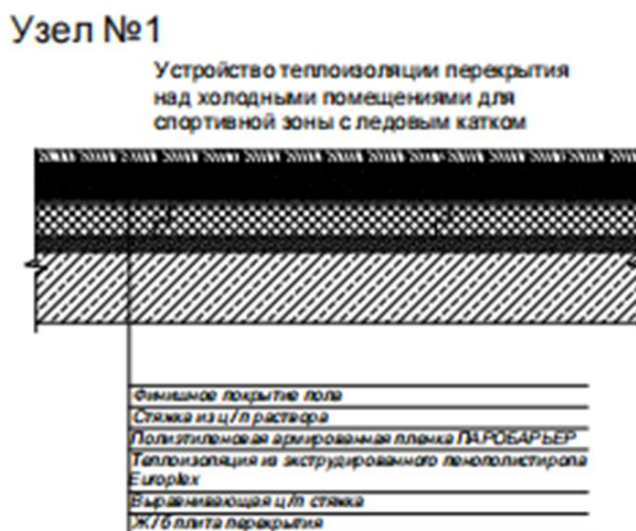 Узел №1
Устройство теплоизоляции перекрытия
над холодными помещениями для
спортивной зоны с ледовым катком
Финишное покрытие пола
Стяжка из ц/п раствора
Полиэтиленовая армированная пленка ПАРОБАРЬЕР
Теплоизоляция из экструдированного пенополистирола
Europlex
Выравнивающая ц/п стяжка
Ж/б плита перекрытия